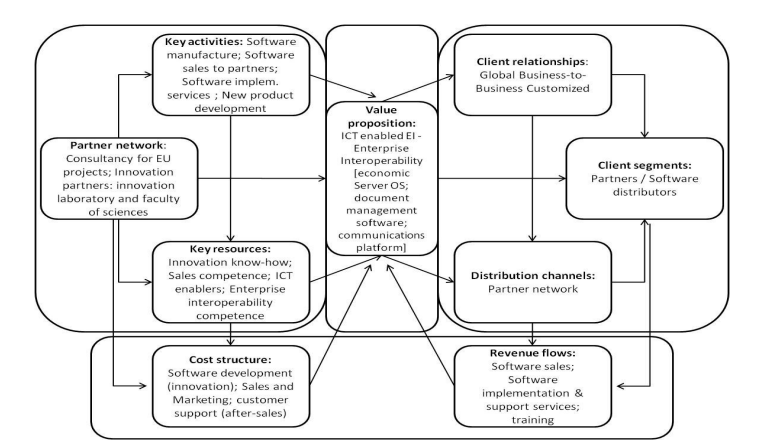 Key activities: Software
manufacture; Software
sales to partners;
Software implem.
services ; New product
development
Partner network:
Consultancy for EU
projects; Innovation
partners: innovation
laboratory and faculty
of sciences
Key resources:
Innovation know-how;
Sales competence; ICT
enablers; Enterprise
interoperability
competence
Value
proposition:
ICT enabled EI -
Enterprise
Interoperability
[economic
Server OS;
document
management
software;
communications
platform]
Client relationships:
Global Business-to-
Business Customized
Client segments:
Partners / Software
distributors
Distribution channels:
Partner network
Cost structure:
Software development
(innovation); Sales and
Marketing; customer
support (after-sales)
Revenue flows:
Software sales;
Software
implementation &
support services;
training